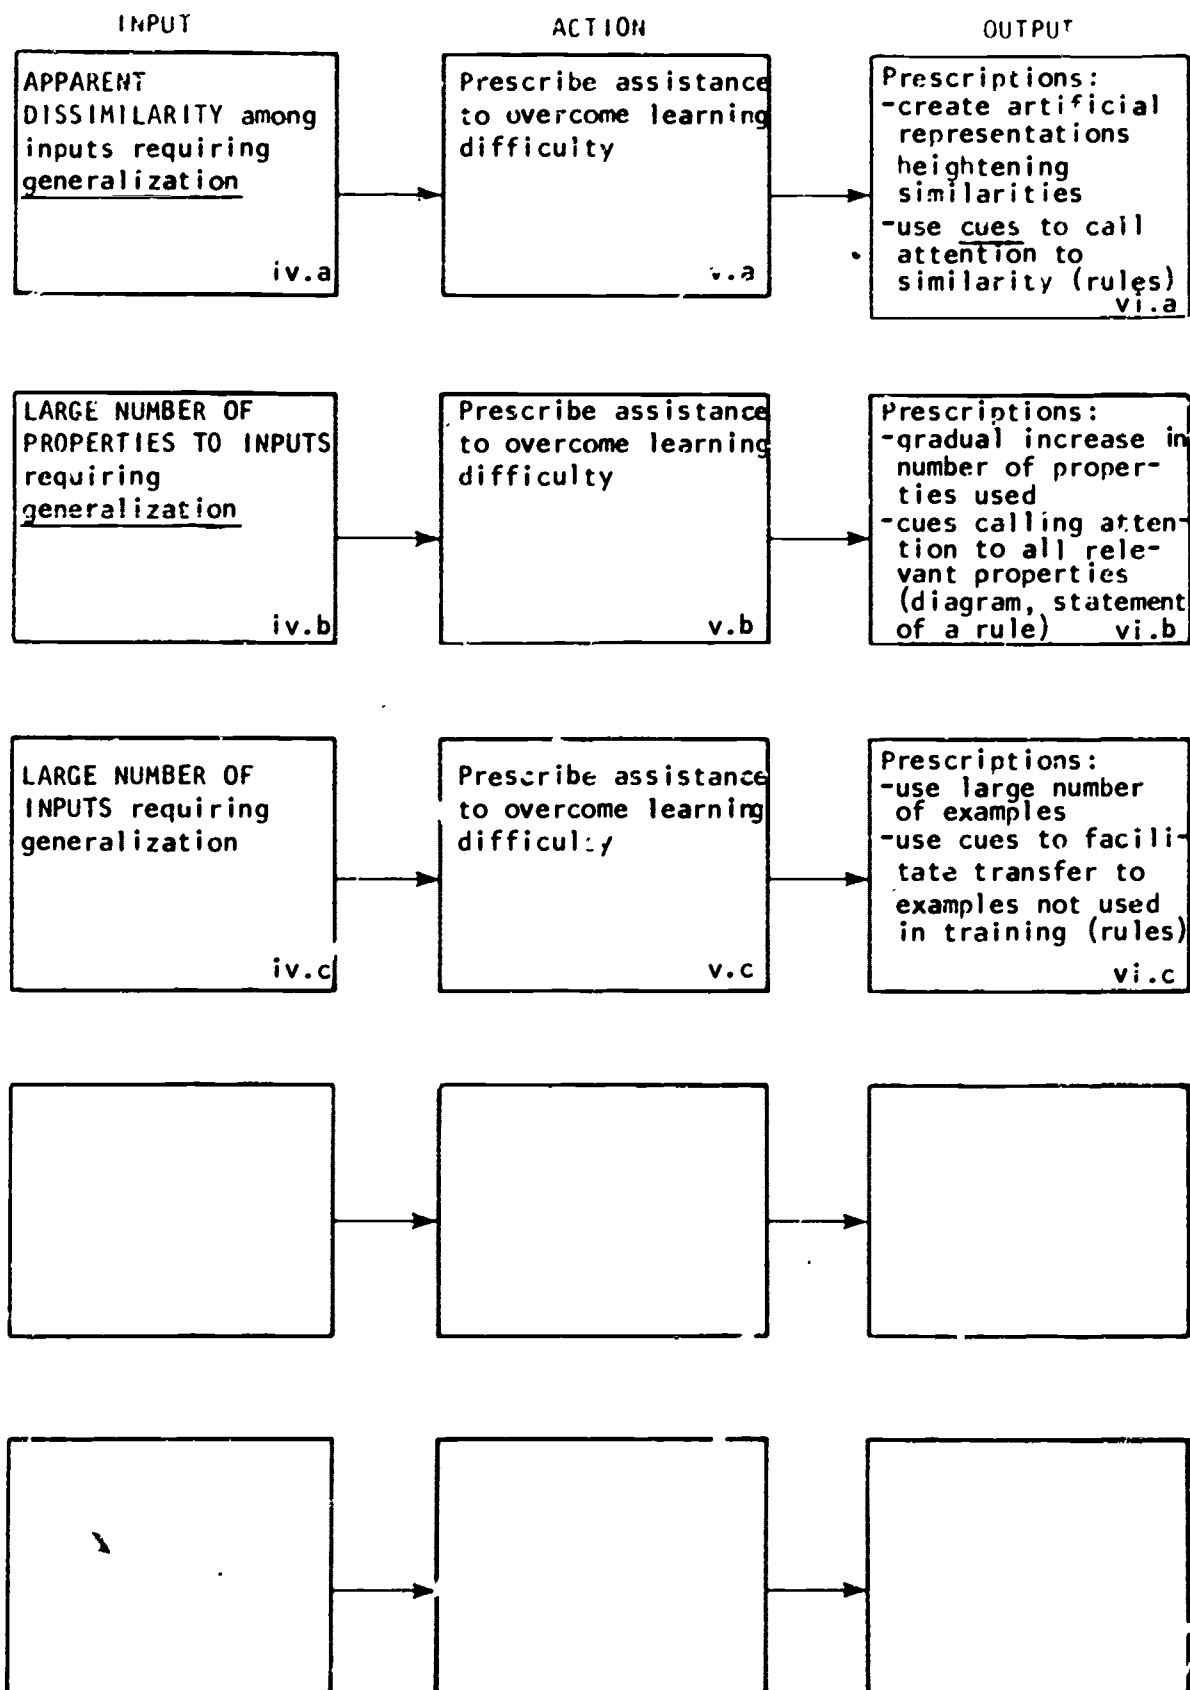 INPUT
ACTION
OUTPUT
APPARENT
DISSIMILARITY among
inputs requiring
generalization
iv.a
Prescribe assistance
to overcome learning
difficulty
v.a
Prescriptions:
-create artificial
representations
heightening
similarities
-use cues to call
attention to
similarity (rules)
vi.a
LARGE NUMBER OF
PROPERTIES TO INPUTS
requiring
generalization
iv.b
Prescribe assistance
to overcome learning
difficulty
v.b
Prescriptions:
-gradual increase in
number of proper-
ties used
-cues calling atten-
tion to all rele-
vant properties
(diagram, statement
of a rule) vi.b
LARGE NUMBER OF
INPUTS requiring
generalization
iv.c
Prescribe assistance
to overcome learning
difficulty
v.c
Prescriptions:
-use large number
of examples
-use cues to facili-
tate transfer to
examples not used
in training (rules)
vi.c